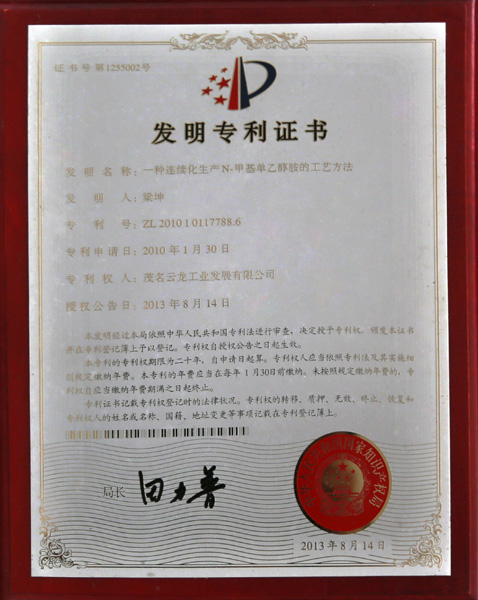 证书号第1255002号
发明专利证书
发明名称：一种连续化生产N-甲基单乙醇胺的工艺方法
发明人：梁坤
专利号：ZL 2010 1 0117788.6
专利申请日：2010年1月30日
专利权人：茂名云龙工业发展有限公司
授权公告日：2013年8月14日
本发明经过本局依照中华人民共和国专利法进行审查，决定授予专利权，颁发本证书
并在专利登记簿上予以登记。专利权自授权公告之日起生效。
本专利的专利权期限为二十年，自申请日起算。专利权人应当依照专利法及其实施细
则规定缴纳年费。本专利的年费应当在每年1月30日前缴纳。未按照规定缴纳年费的，专利
权自应当缴纳年费期满之日起终止。
专利证书记载专利权登记时的法律状况。专利权的转移、质押、无效、终止、恢复和
专利权人的姓名或名称、国籍、地址变更等事项记载在专利登记簿上。
局长 田力普
中华人民共和国国家知识产权局
2013年8月14日